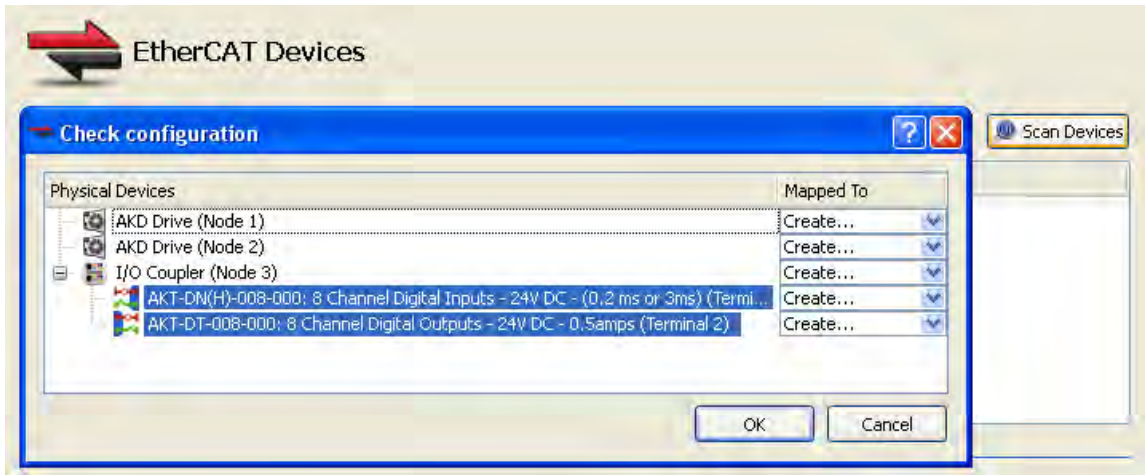 EtherCAT Devices
Check configuration
Scan Devices
Physical Devices Mapped To
AKD Drive (Node 1) Create...
AKD Drive (Node 2) Create...
I/O Coupler (Node 3) Create...
AKT-DN(H)-008-000: 8 Channel Digital Inputs - 24V DC - (0.2 ms or 3ms) (Termi... Create...
AKT-DT-008-000: 8 Channel Digital Outputs - 24V DC - 0.5amps (Terminal 2) Create...
OK Cancel